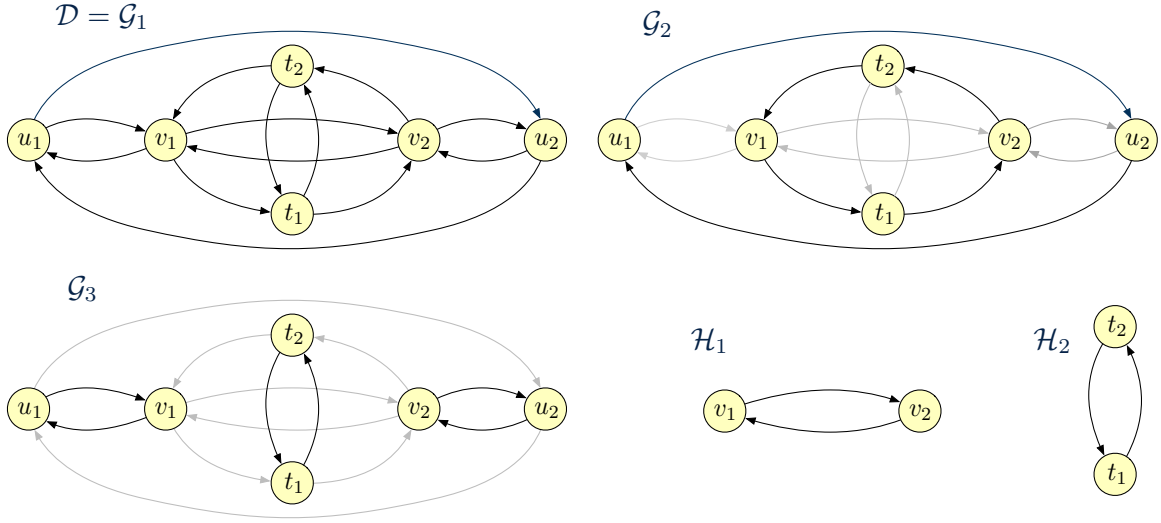 𝒟 = 𝒢₁
t₂
u₁ v₁ v₂ u₂
t₁
𝒢₂
t₂
u₁ v₁ v₂ u₂
t₁
𝒢₃
t₂
u₁ v₁ v₂ u₂
t₁
ℋ₁
v₁ v₂
ℋ₂
t₂
t₁